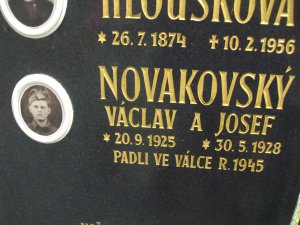 HLOUŠKOVÁ
* 26. 7. 1874 ✝ 10. 2. 1956
NOVAKOVSKÝ
VÁCLAV A JOSEF
* 20. 9. 1925 * 30. 5. 1928
PADLI VE VÁLCE R. 1945